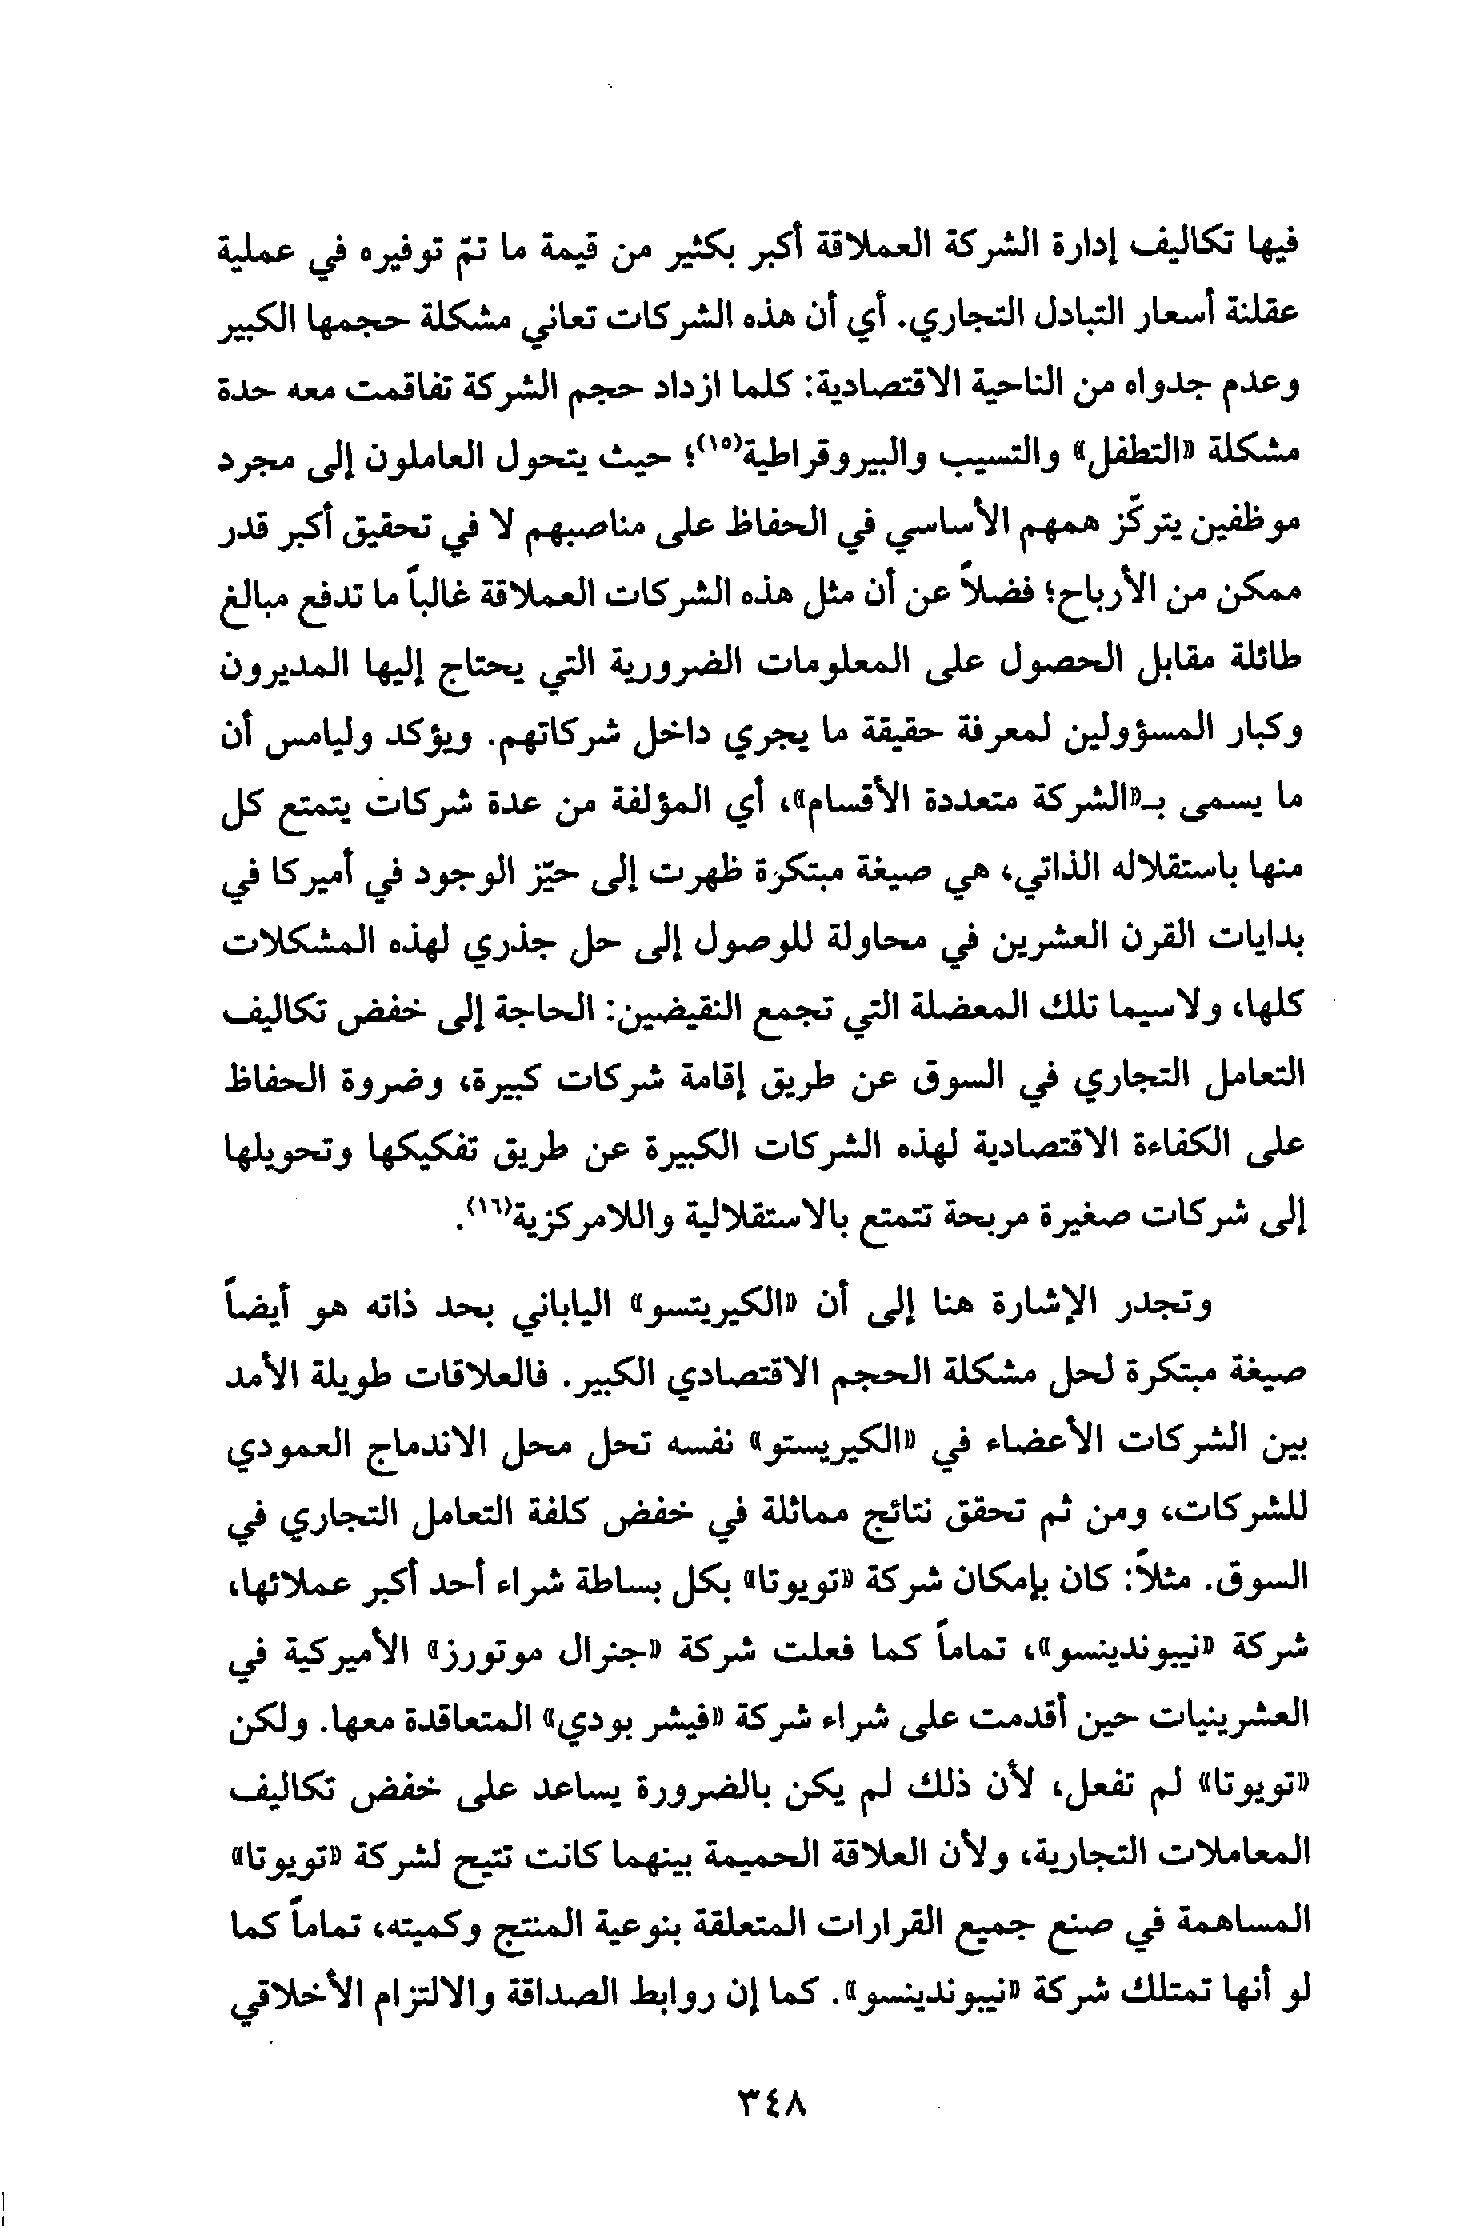 فيها تكاليف إدارة الشركة العملاقة أكبر بكثير من قيمة ما تمّ توفيره في عملية
عقلنة أسعار التبادل التجاري. أي أن هذه الشركات تعاني مشكلة حجمها الكبير
وعدم جدواه من الناحية الاقتصادية: كلما ازداد حجم الشركة تفاقمت معه حدة
مشكلة «التطفل» والتسيب والبيروقراطية(١٥)؛ حيث يتحول العاملون إلى مجرد
موظفين يتركّز همهم الأساسي في الحفاظ على مناصبهم لا في تحقيق أكبر قدر
ممكن من الأرباح؛ فضلاً عن أن مثل هذه الشركات العملاقة غالباً ما تدفع مبالغ
طائلة مقابل الحصول على المعلومات الضرورية التي يحتاج إليها المديرون
وكبار المسؤولين لمعرفة حقيقة ما يجري داخل شركاتهم. ويؤكد وليامس أن
ما يسمى بـ«الشركة متعددة الأقسام»، أي المؤلفة من عدة شركات يتمتع كل
منها باستقلاله الذاتي، هي صيغة مبتكرة ظهرت إلى حيّز الوجود في أميركا في
بدايات القرن العشرين في محاولة للوصول إلى حل جذري لهذه المشكلات
كلها، ولاسيما تلك المعضلة التي تجمع النقيضين: الحاجة إلى خفض تكاليف
التعامل التجاري في السوق عن طريق إقامة شركات كبيرة، وضروة الحفاظ
على الكفاءة الاقتصادية لهذه الشركات الكبيرة عن طريق تفكيكها وتحويلها
إلى شركات صغيرة مربحة تتمتع بالاستقلالية واللامركزية(١٦).
وتجدر الإشارة هنا إلى أن «الكيريتسو» الياباني بحد ذاته هو أيضاً
صيغة مبتكرة لحل مشكلة الحجم الاقتصادي الكبير. فالعلاقات طويلة الأمد
بين الشركات الأعضاء في «الكيريستو» نفسه تحل محل الاندماج العمودي
للشركات، ومن ثم تحقق نتائج مماثلة في خفض كلفة التعامل التجاري في
السوق. مثلاً: كان بإمكان شركة «تويوتا» بكل بساطة شراء أحد أكبر عملائها،
شركة «نيبوندينسو»، تماماً كما فعلت شركة «جنرال موتورز» الأميركية في
العشرينيات حين أقدمت على شراء شركة «فيشر بودي» المتعاقدة معها. ولكن
«تويوتا» لم تفعل، لأن ذلك لم يكن بالضرورة يساعد على خفض تكاليف
المعاملات التجارية، ولأن العلاقة الحميمة بينهما كانت تتيح لشركة «تويوتا»
المساهمة في صنع جميع القرارات المتعلقة بنوعية المنتج وكميته، تماماً كما
لو أنها تمتلك شركة «نيبوندينسو». كما إن روابط الصداقة والالتزام الأخلاقي
٣٤٨